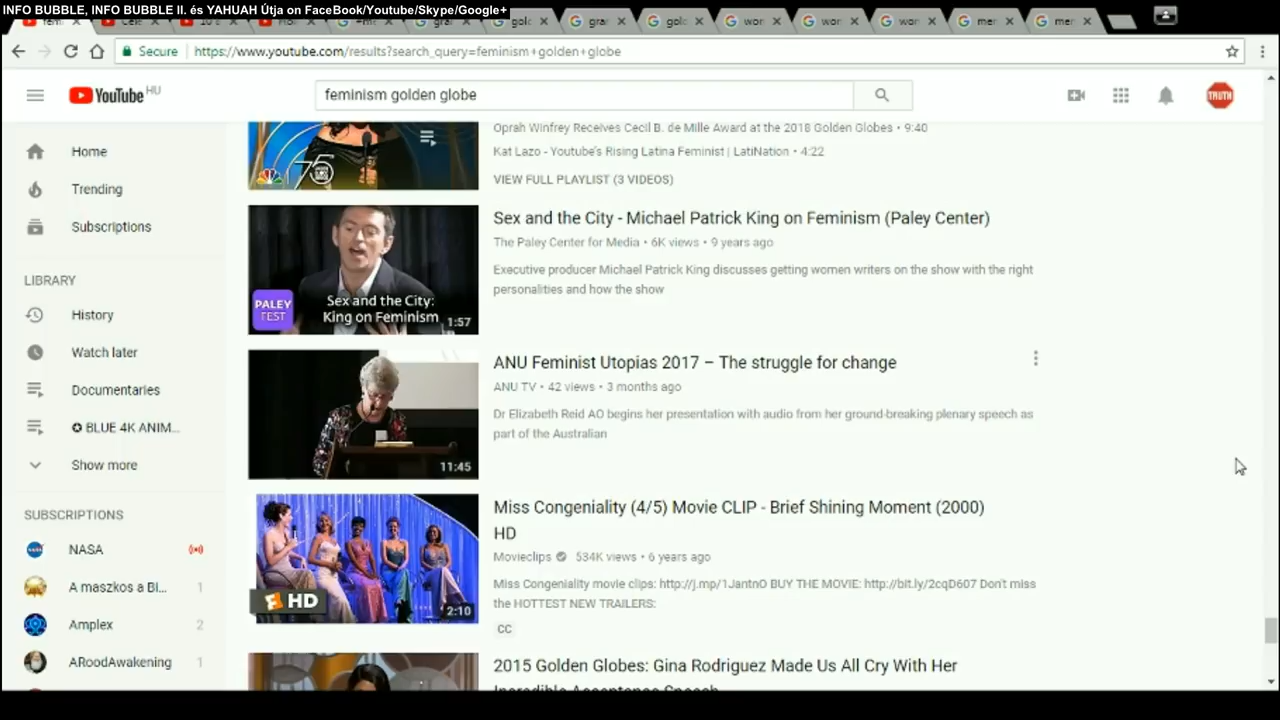 INFO BUBBLE, INFO BUBBLE II. és YAHUAH Útja on FaceBook/Youtube/Skype/Google+
Secure
https://www.youtube.com/results?search_query=feminism+golden+globe
YouTube HU
feminism golden globe
TRUTH
Home
Trending
Subscriptions
LIBRARY
History
Watch later
Documentaries
✪ BLUE 4K ANIM...
Show more
SUBSCRIPTIONS
NASA
A maszkos a Bl... 1
Amplex 2
ARoodAwakening 1
75
Oprah Winfrey Receives Cecil B. de Mille Award at the 2018 Golden Globes • 9:40
Kat Lazo - Youtube's Rising Latina Feminist | LatiNation • 4:22
VIEW FULL PLAYLIST (3 VIDEOS)
PALEY
FEST
Sex and the City:
King on Feminism
1:57
Sex and the City - Michael Patrick King on Feminism (Paley Center)
The Paley Center for Media • 6K views • 9 years ago
Executive producer Michael Patrick King discusses getting women writers on the show with the right
personalities and how the show
11:45
ANU Feminist Utopias 2017 – The struggle for change
ANU TV • 42 views • 3 months ago
Dr Elizabeth Reid AO begins her presentation with audio from her ground-breaking plenary speech as
part of the Australian
HD
2:10
Miss Congeniality (4/5) Movie CLIP - Brief Shining Moment (2000)
HD
Movieclips 534K views • 6 years ago
Miss Congeniality movie clips: http://j.mp/1JantnO BUY THE MOVIE: http://bit.ly/2cqD607 Don't miss
the HOTTEST NEW TRAILERS:
CC
2015 Golden Globes: Gina Rodriguez Made Us All Cry With Her
Incredible Acceptance Speech